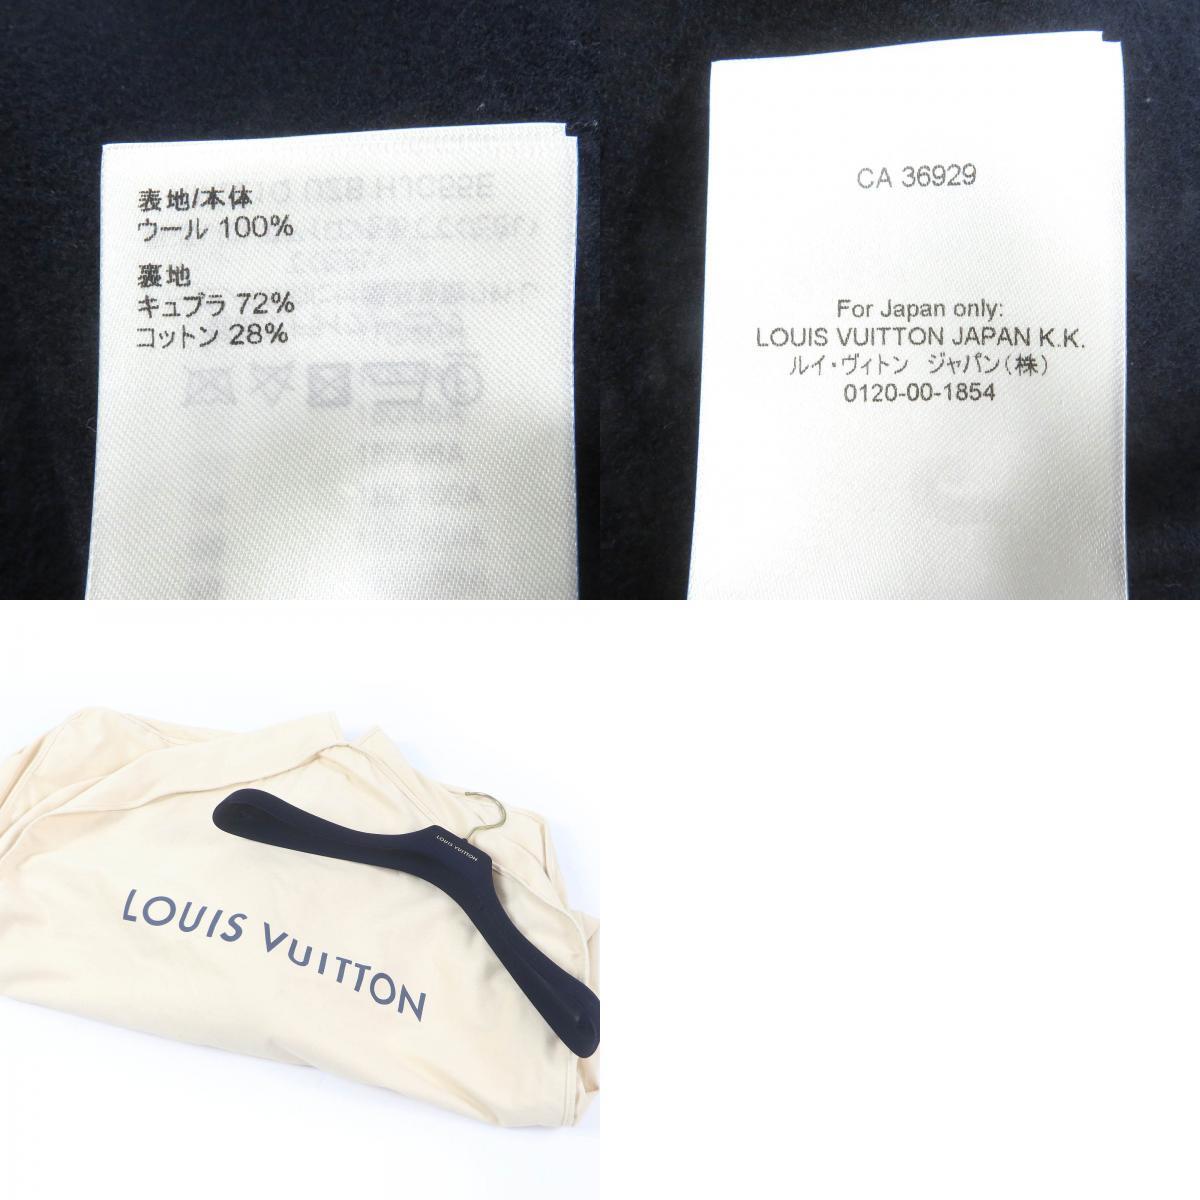 表地/本体
ウール 100%
裏地
キュプラ 72%
コットン 28%
CA 36929
For Japan only:
LOUIS VUITTON JAPAN K.K.
ルイ・ヴィトン ジャパン(株)
0120-00-1854
LOUIS VUITTON
LOUIS VUITTON